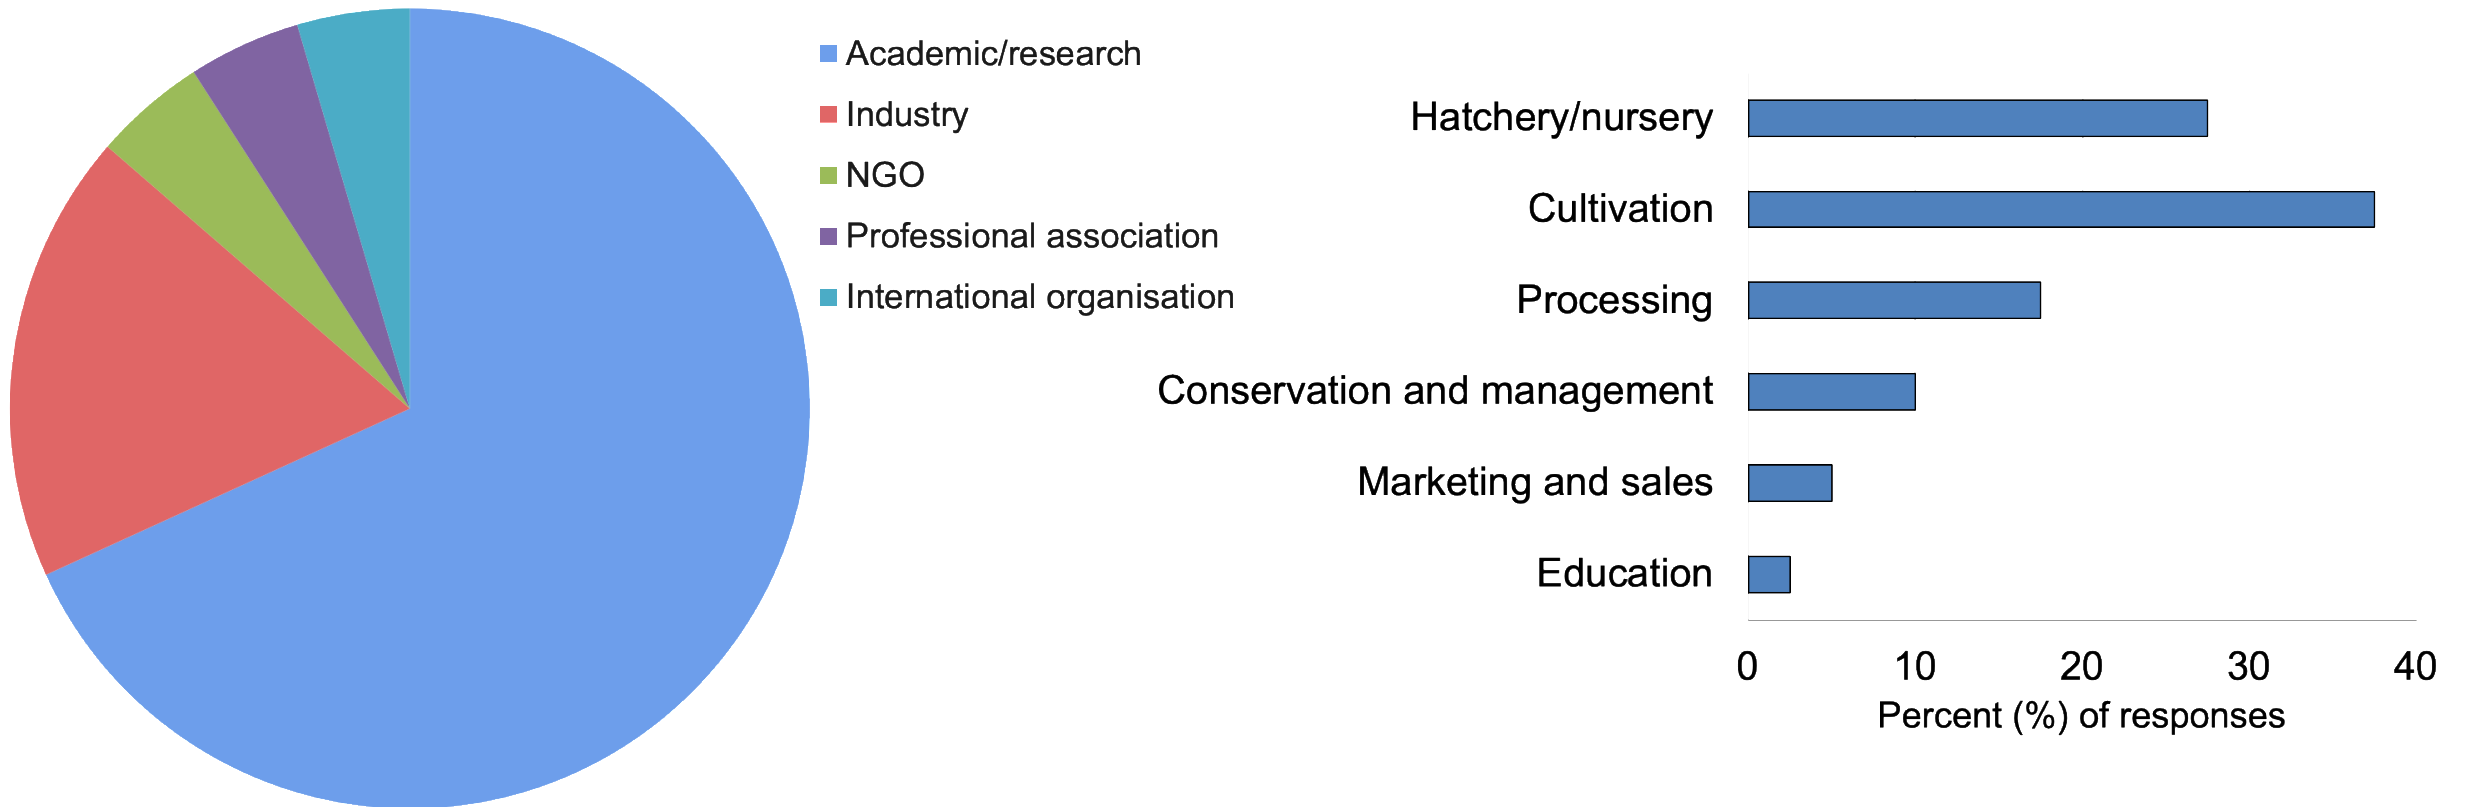 Academic/research
Industry
NGO
Professional association
International organisation
Hatchery/nursery
Cultivation
Processing
Conservation and management
Marketing and sales
Education
0 10 20 30 40
Percent (%) of responses